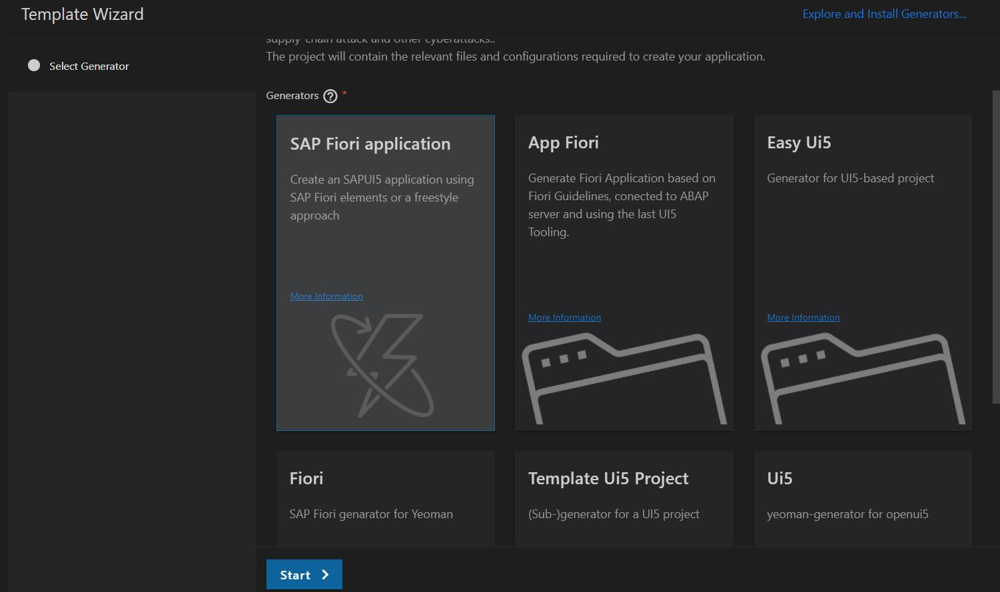 Template Wizard
Explore and Install Generators...
Select Generator
supply-chain attack and other cyberattacks..
The project will contain the relevant files and configurations required to create your application.
Generators ? *
SAP Fiori application
Create an SAPUI5 application using
SAP Fiori elements or a freestyle
approach
More Information
App Fiori
Generate Fiori Application based on
Fiori Guidelines, conected to ABAP
server and using the last UI5
Tooling.
More Information
Easy Ui5
Generator for UI5-based project
More Information
Fiori
SAP Fiori genarator for Yeoman
Template Ui5 Project
(Sub-)generator for a UI5 project
Ui5
yeoman-generator for openui5
Start